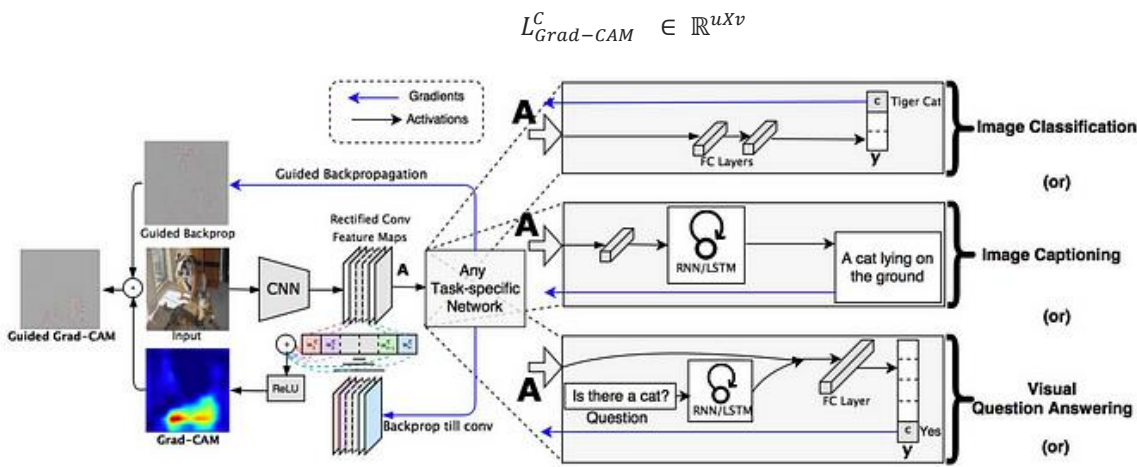 L^C_{Grad−CAM} ∈ ℝ^{uXv}
Gradients
Activations
A
c
Tiger Cat
FC Layers
y
Image Classification
(or)
Guided Backpropagation
Guided Backprop
Rectified Conv
Feature Maps
A
Any
Task-specific
Network
CNN
Input
Guided Grad-CAM
ReLU
Grad-CAM
Backprop till conv
A
RNN/LSTM
A cat lying on
the ground
Image Captioning
(or)
A
Is there a cat?
Question
RNN/LSTM
FC Layer
c
Yes
y
Visual
Question Answering
(or)